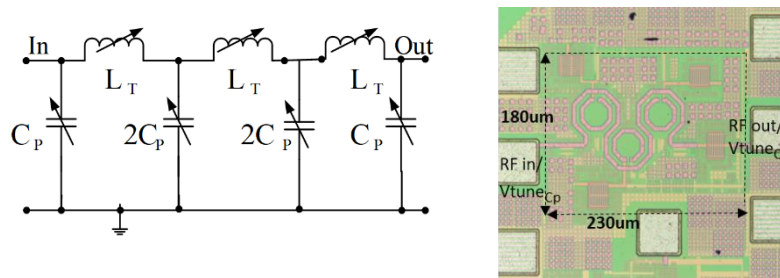 In
Out
L T
L T
L T
C P
2C P
2C P
C P
180um
RF in/
Vtune Cp
230um
RF out/
Vtune